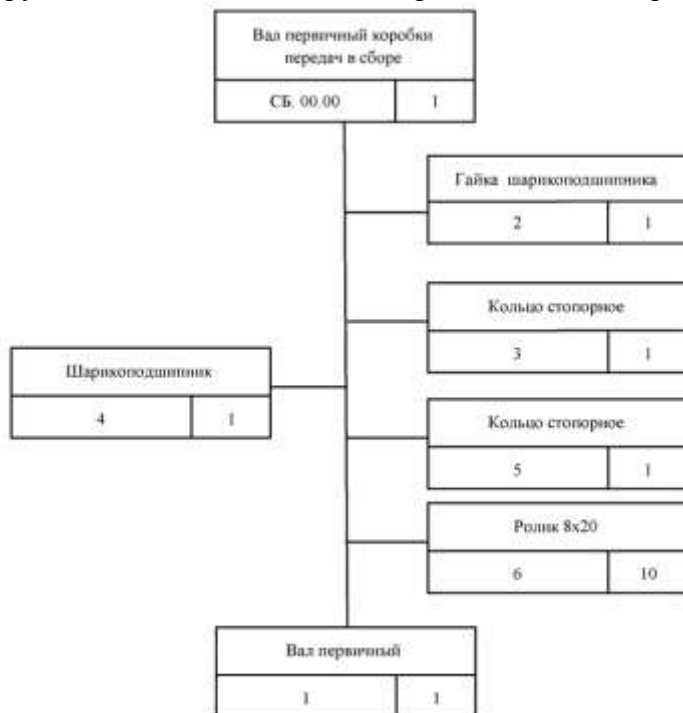 Вал первичный коробки
передач в сборе
СБ. 00.00 1
Гайка шарикоподшипника
2 1
Кольцо стопорное
3 1
Шарикоподшипник
4 1
Кольцо стопорное
5 1
Ролик 8х20
6 10
Вал первичный
1 1